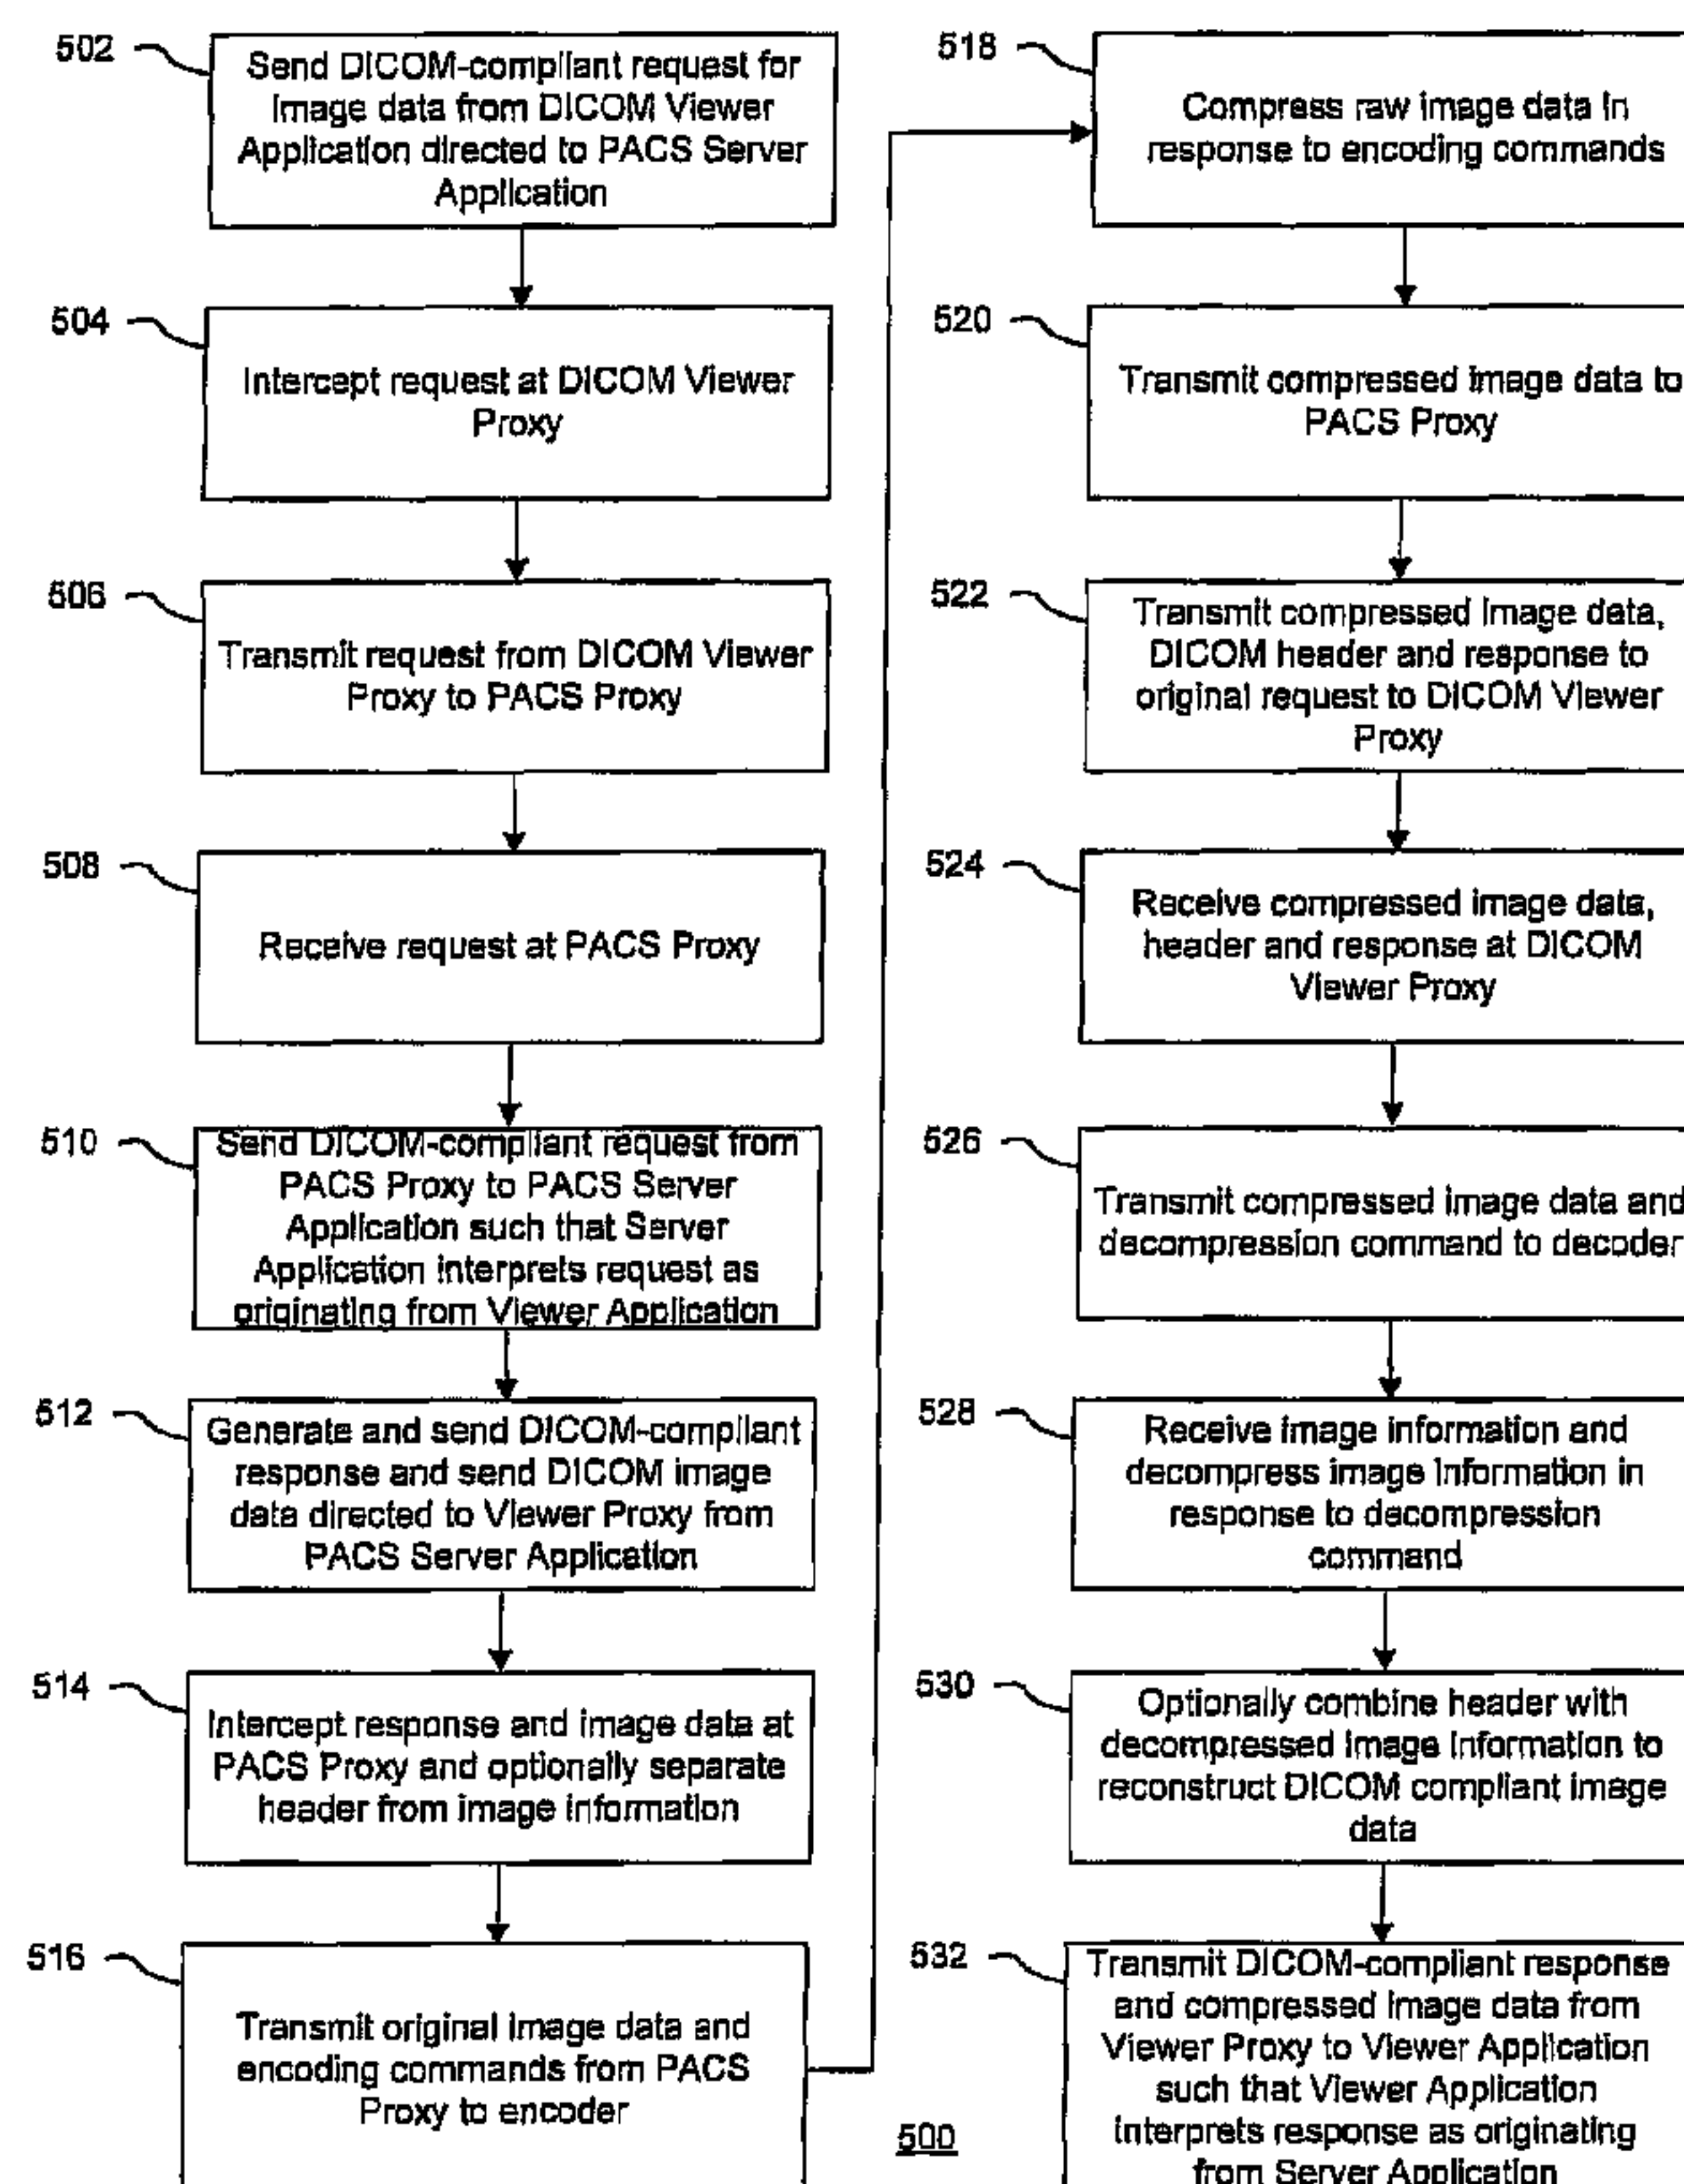 502
Send DICOM-compliant request for
Image data from DICOM Viewer
Application directed to PACS Server
Application
504
Intercept request at DICOM Viewer
Proxy
506
Transmit request from DICOM Viewer
Proxy to PACS Proxy
508
Receive request at PACS Proxy
510
Send DICOM-compliant request from
PACS Proxy to PACS Server
Application such that Server
Application interprets request as
originating from Viewer Application
512
Generate and send DICOM-compliant
response and send DICOM image
data directed to Viewer Proxy from
PACS Server Application
514
Intercept response and image data at
PACS Proxy and optionally separate
header from image information
516
Transmit original image data and
encoding commands from PACS
Proxy to encoder
518
Compress raw image data in
response to encoding commands
520
Transmit compressed image data to
PACS Proxy
522
Transmit compressed image data,
DICOM header and response to
original request to DICOM Viewer
Proxy
524
Receive compressed image data,
header and response at DICOM
Viewer Proxy
526
Transmit compressed image data and
decompression command to decoder
528
Receive image information and
decompress image information in
response to decompression
command
530
Optionally combine header with
decompressed image information to
reconstruct DICOM compliant image
data
532
Transmit DICOM-compliant response
and compressed image data from
Viewer Proxy to Viewer Application
such that Viewer Application
interprets response as originating
from Server Application
500